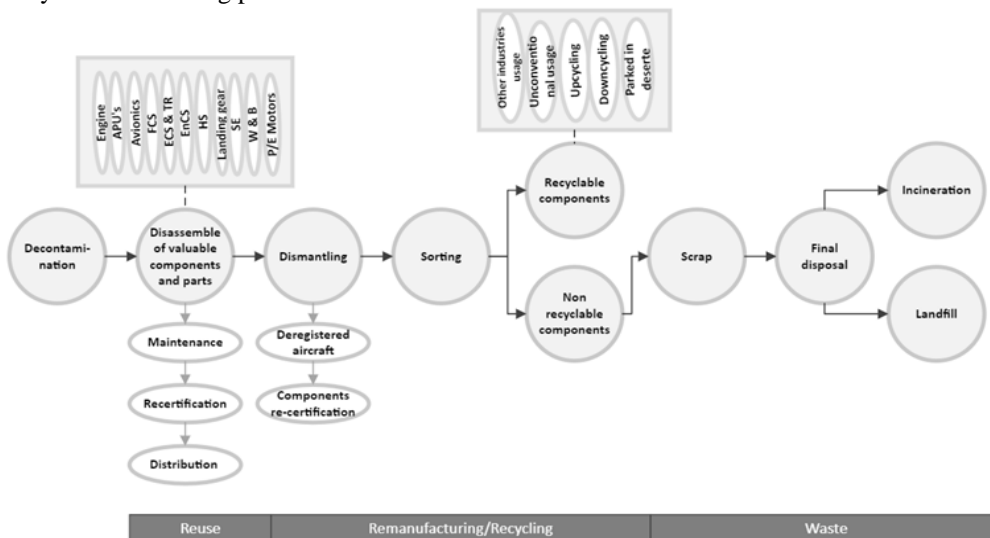 Engine
APU's
Avionics
FCS
ECS & TR
EnCS
HS
Landing gear
SE
W & B
P/E Motors
Other industries
usage
Unconventio
nal usage
Upcycling
Downcycling
Parked in
deserte
Decontami-
nation
Disassemble
of valuable
components
and parts
Dismantling
Sorting
Recyclable
components
Non
recyclable
components
Scrap
Final
disposal
Incineration
Landfill
Maintenance
Recertification
Distribution
Deregistered
aircraft
Components
re-certification
Reuse
Remanufacturing/Recycling
Waste